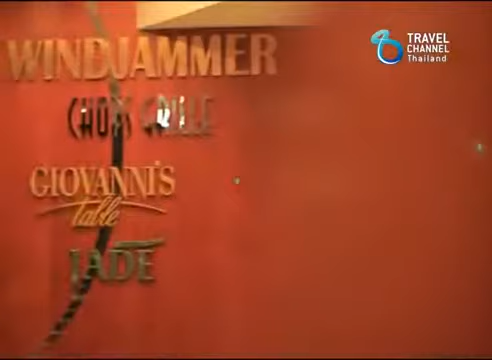 WINDJAMMER
CHOPS GRILLE
GIOVANNI'S
Table
JADE
TRAVEL
CHANNEL
Thailand